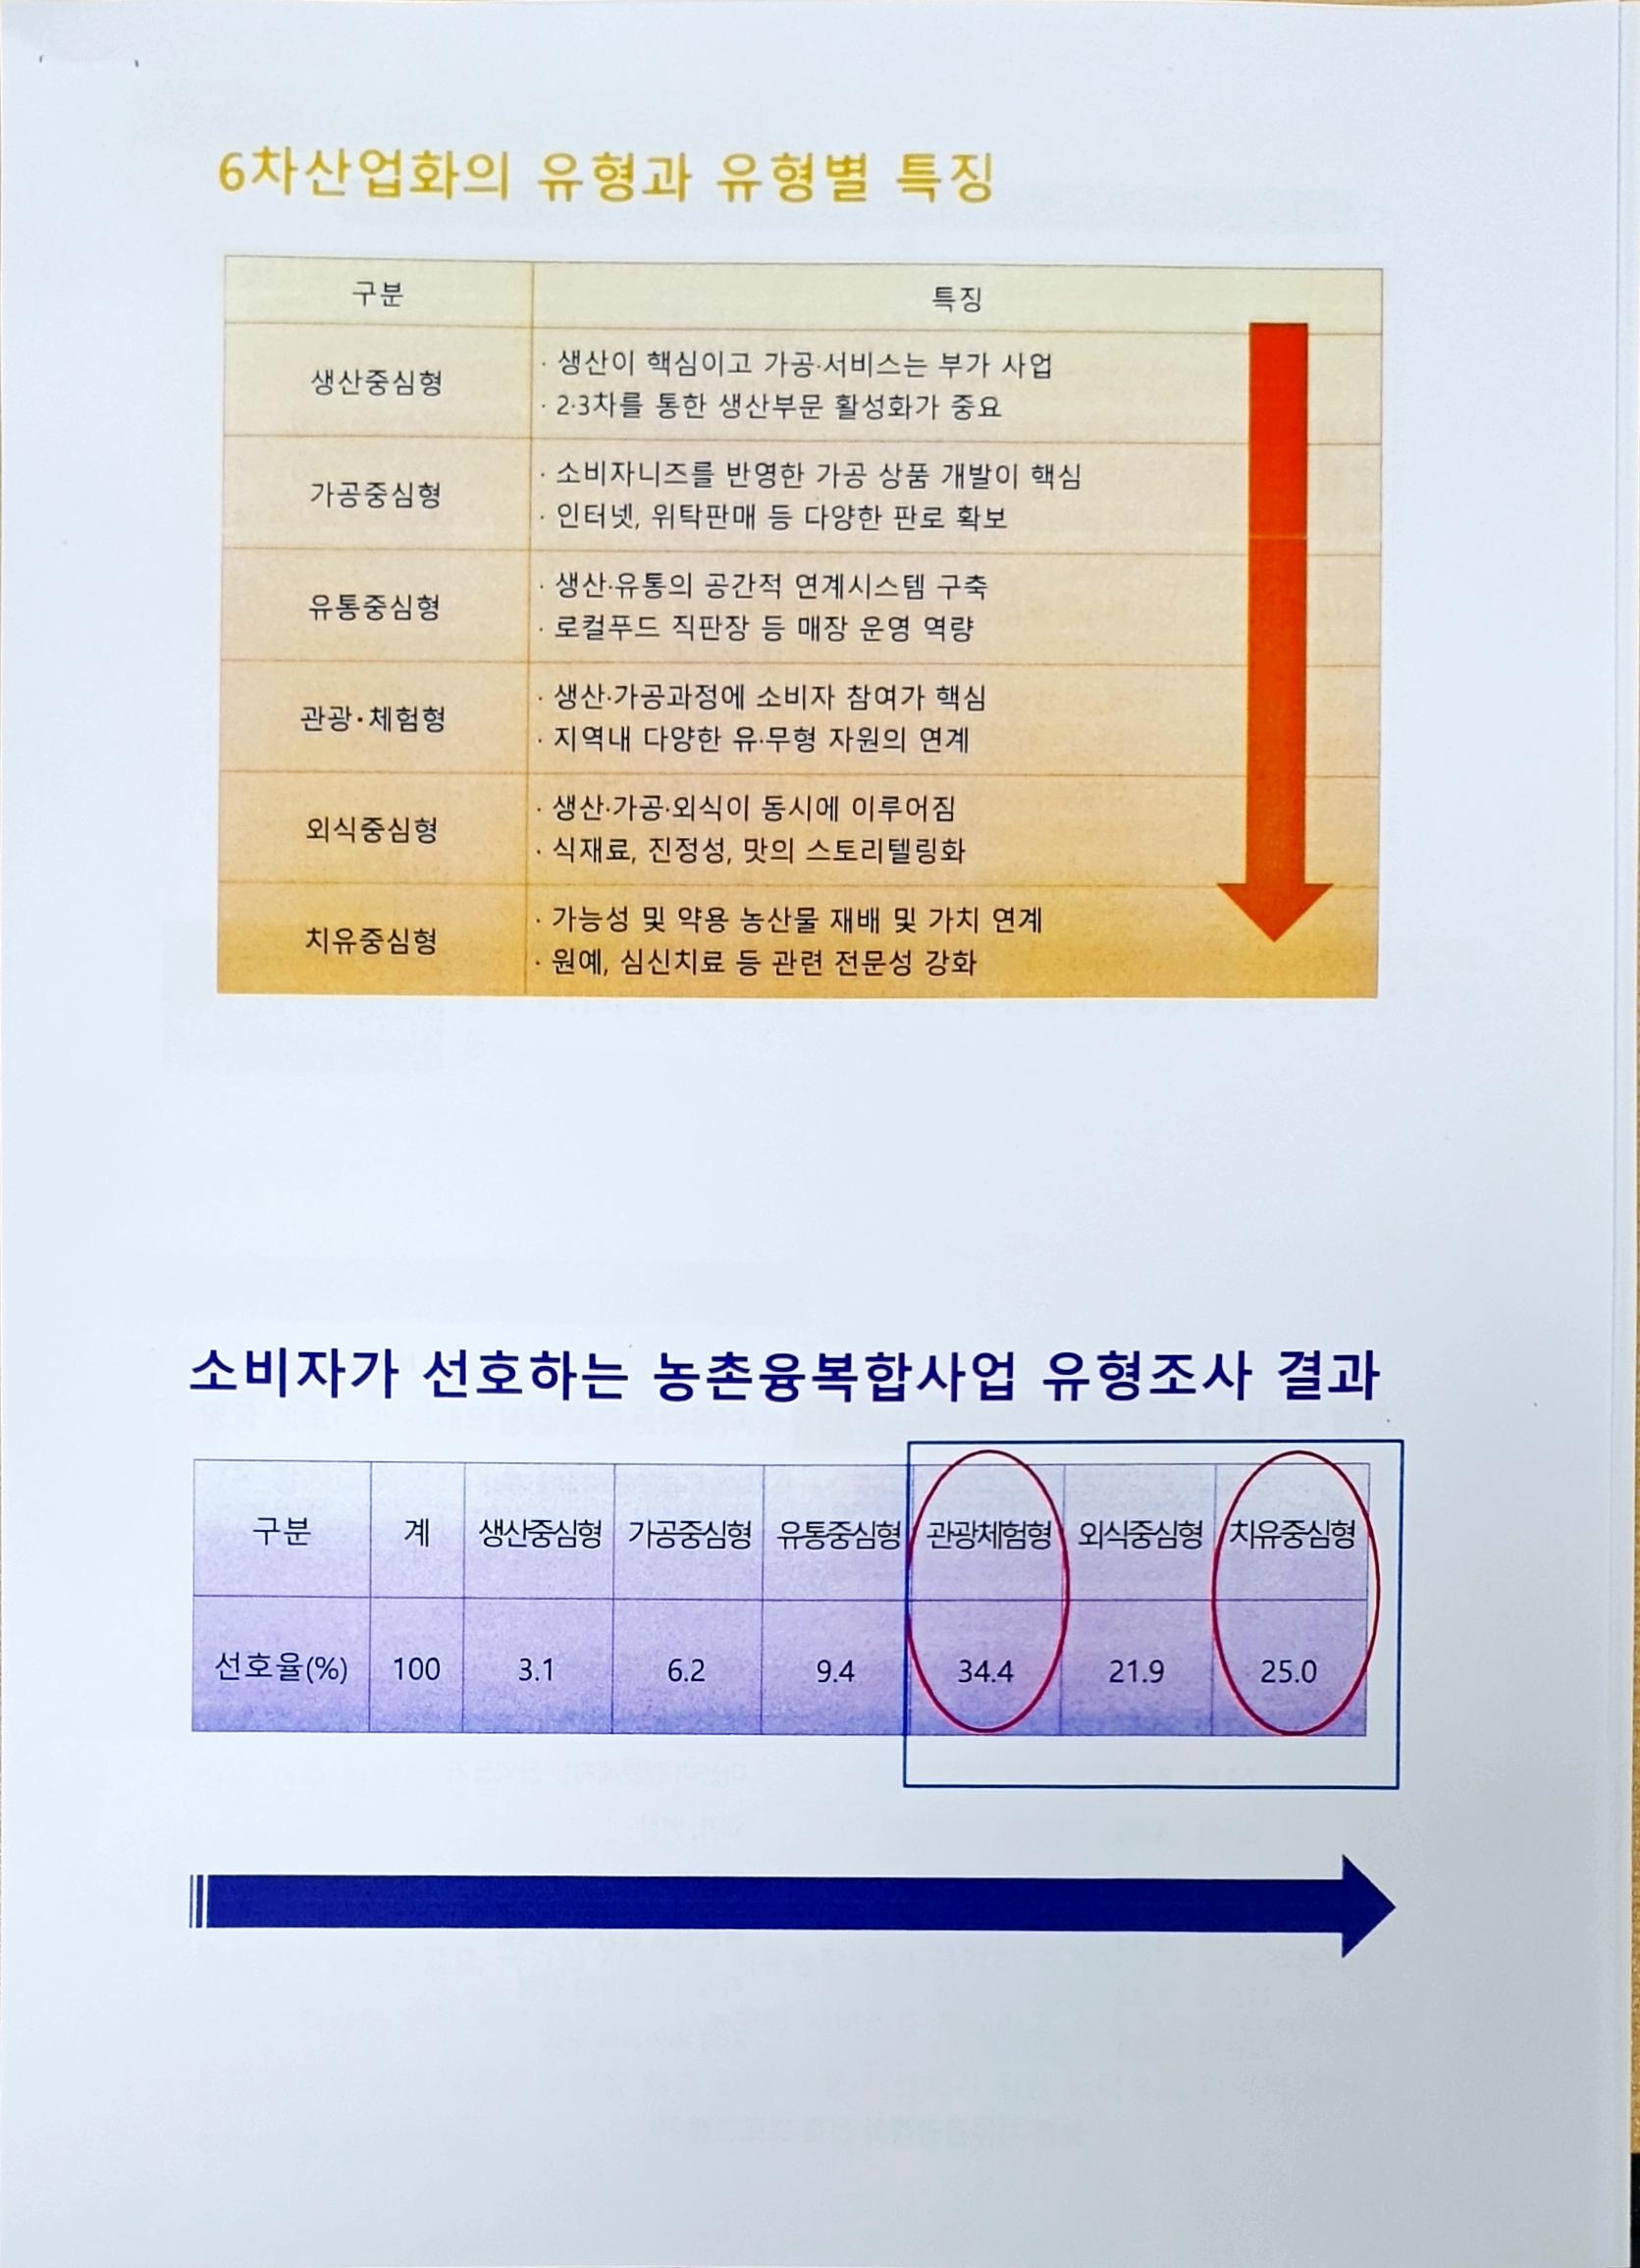 6차산업화의 유형과 유형별 특징
구분 특징
생산중심형
· 생산이 핵심이고 가공·서비스는 부가 사업
· 2·3차를 통한 생산부문 활성화가 중요
가공중심형
· 소비자니즈를 반영한 가공 상품 개발이 핵심
· 인터넷, 위탁판매 등 다양한 판로 확보
유통중심형
· 생산·유통의 공간적 연계시스템 구축
· 로컬푸드 직판장 등 매장 운영 역량
관광·체험형
· 생산·가공과정에 소비자 참여가 핵심
· 지역내 다양한 유·무형 자원의 연계
외식중심형
· 생산·가공·외식이 동시에 이루어짐
· 식재료, 진정성, 맛의 스토리텔링화
치유중심형
· 가능성 및 약용 농산물 재배 및 가치 연계
· 원예, 심신치료 등 관련 전문성 강화
소비자가 선호하는 농촌융복합사업 유형조사 결과
구분 계 생산중심형 가공중심형 유통중심형 관광체험형 외식중심형 치유중심형
선호율(%) 100 3.1 6.2 9.4 34.4 21.9 25.0